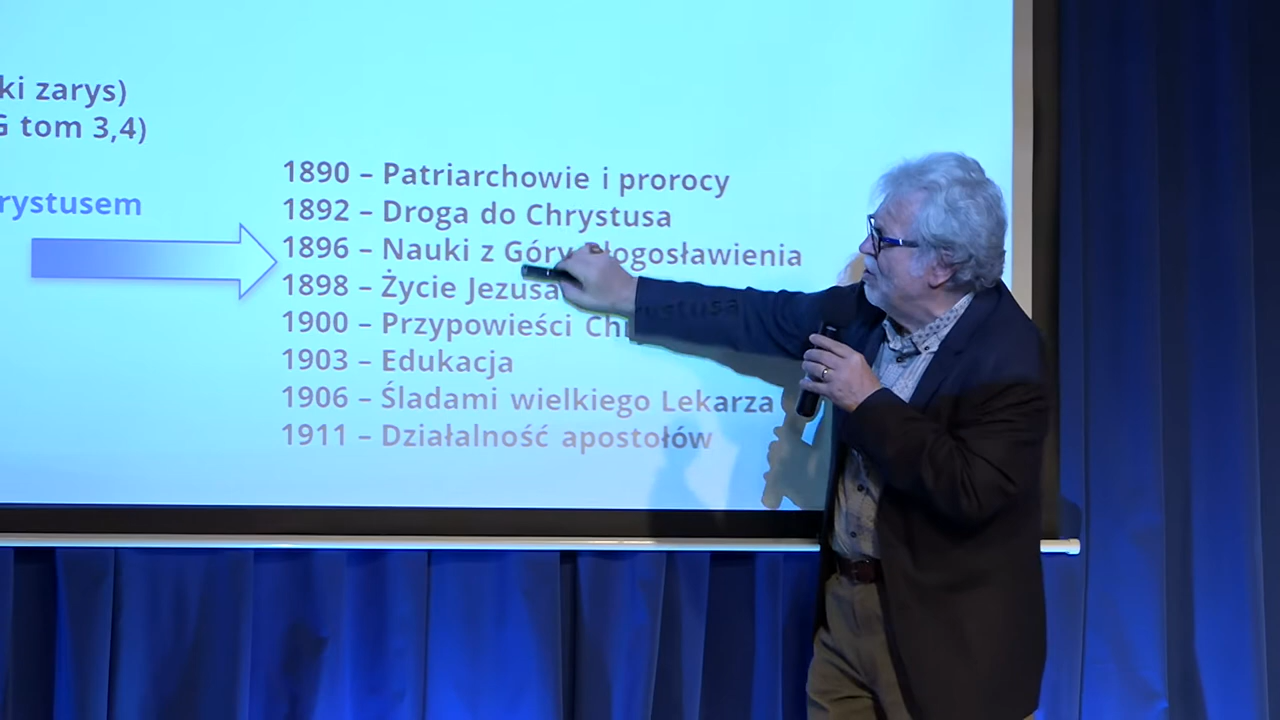 ki zarys)
G tom 3,4)
rystusem
1890 – Patriarchowie i prorocy
1892 – Droga do Chrystusa
1896 – Nauki z Góry Błogosławienia
1898 – Życie Jezusa
1900 – Przypowieści Chrystusa
1903 – Edukacja
1906 – Śladami wielkiego Lekarza
1911 – Działalność apostołów